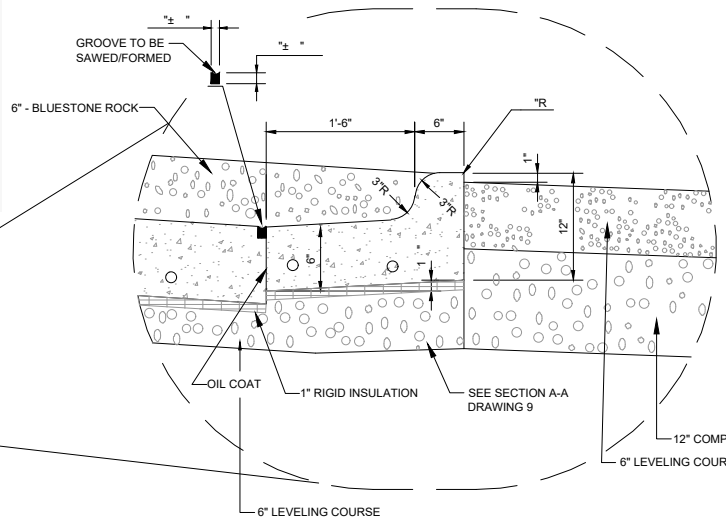 "± "
GROOVE TO BE
SAWED/FORMED
"± "
6" - BLUESTONE ROCK
1'-6"
6"
"R
1"
3"R
3"R
12"
6"
1 "
OIL COAT
1" RIGID INSULATION
SEE SECTION A-A
DRAWING 9
12" COMP
6" LEVELING COUR
6" LEVELING COURSE